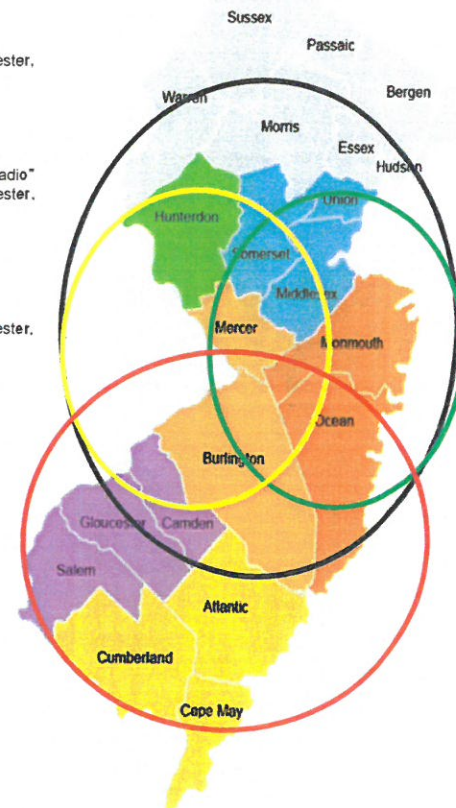 Sussex
Passaic
ester,
Bergen
Warren
Morris
Essex
Hudson
adio"
ester,
Hunterdon
Union
Somerset
Middlesex
ester,
Mercer
Monmouth
Ocean
Burlington
Gloucester
Camden
Salem
Atlantic
Cumberland
Cape May